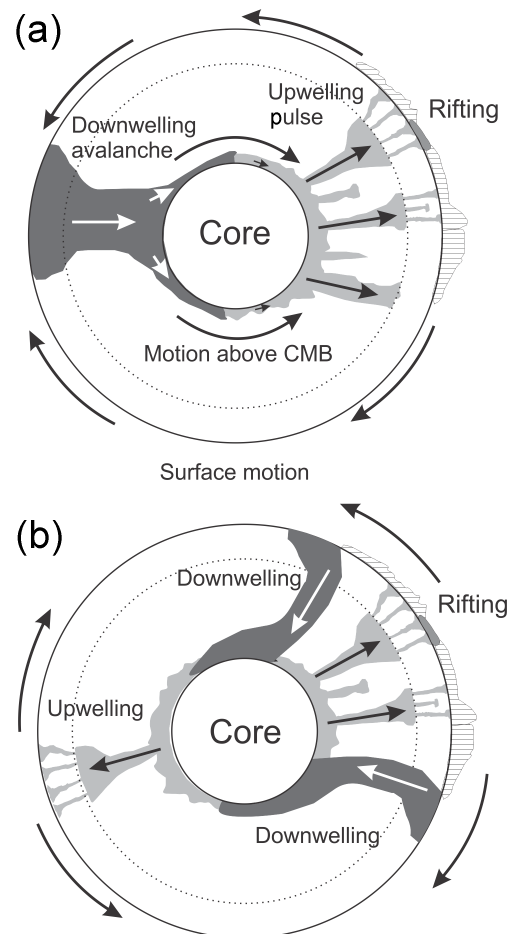 (a)
Upwelling
pulse
Rifting
Downwelling
avalanche
Core
Motion above CMB
Surface motion
(b)
Downwelling
Rifting
Upwelling
Core
Downwelling